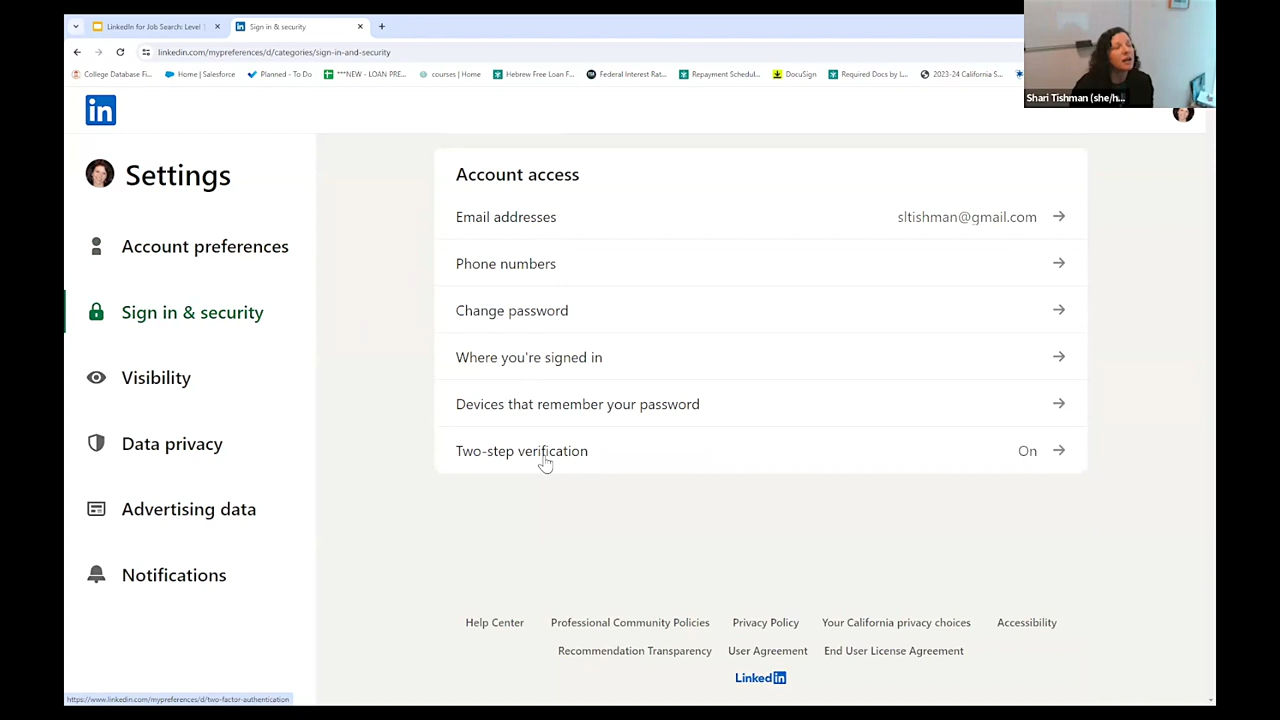 LinkedIn for Job Search: Level
Sign in & security
linkedin.com/mypreferences/d/categories/sign-in-and-security
College Database Fi...
Home | Salesforce
Planned - To Do
***NEW - LOAN PRE...
courses | Home
Hebrew Free Loan F...
Federal Interest Rat...
Repayment Schedul...
DocuSign
Required Docs by L...
2023-24 California S...
Shari Tishman (she/h...
in
Settings
Account preferences
Sign in & security
Visibility
Data privacy
Advertising data
Notifications
Account access
Email addresses sltishman@gmail.com
Phone numbers
Change password
Where you're signed in
Devices that remember your password
Two-step verification On
Help Center Professional Community Policies Privacy Policy Your California privacy choices Accessibility
Recommendation Transparency User Agreement End User License Agreement
LinkedIn
https://www.linkedin.com/mypreferences/d/two-factor-authentication